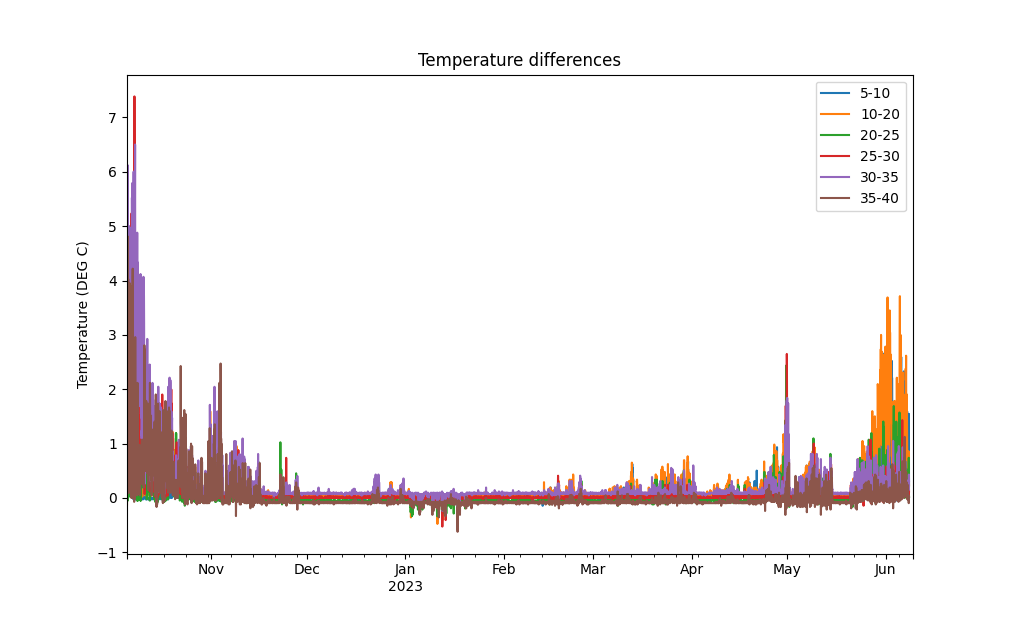 Temperature differences
Temperature (DEG C)
7
6
5
4
3
2
1
0
−1
Nov
Dec
Jan
2023
Feb
Mar
Apr
May
Jun
5-10
10-20
20-25
25-30
30-35
35-40